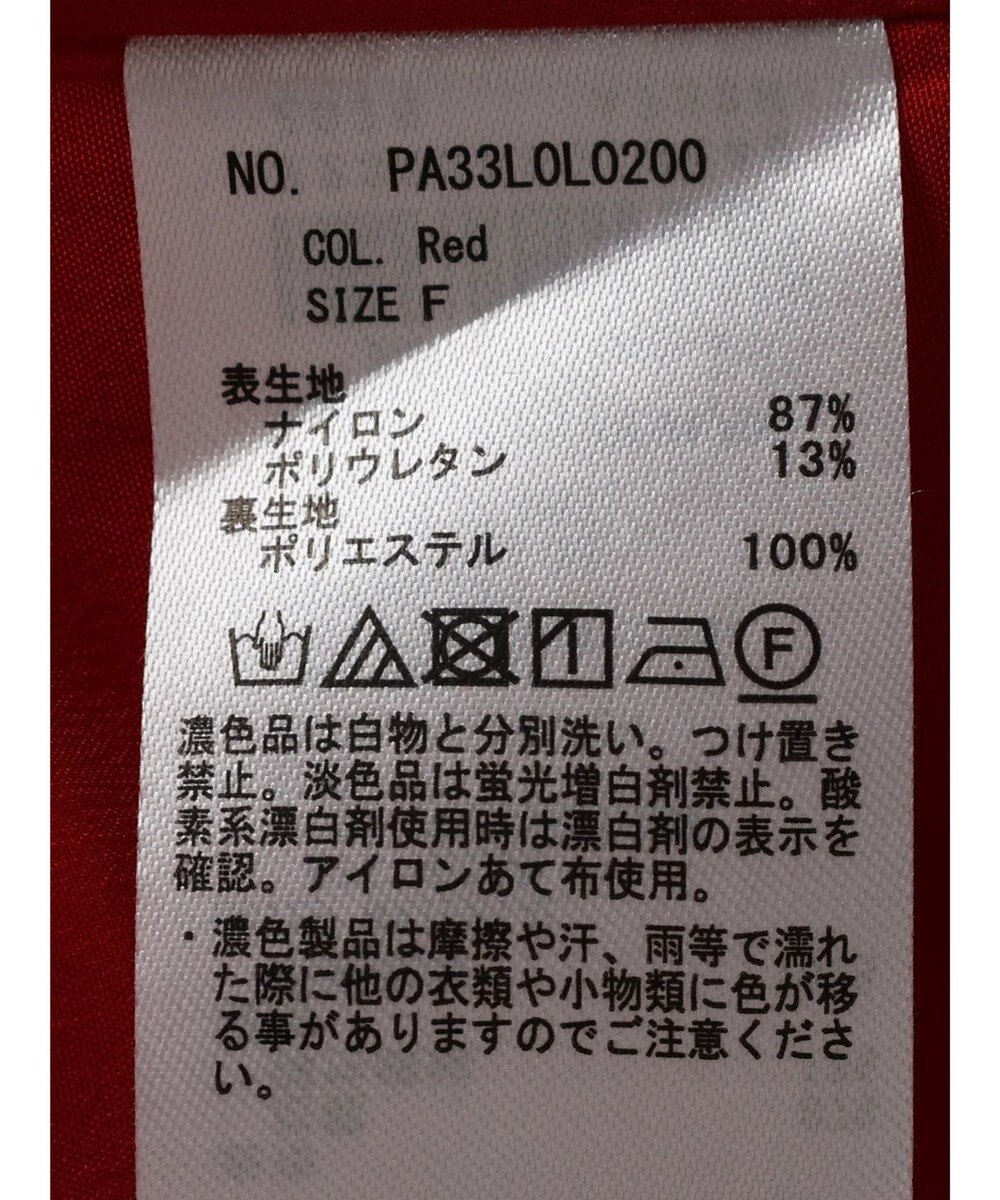 NO. PA33L0L0200
COL. Red
SIZE F
表生地
ナイロン 87%
ポリウレタン 13%
裏生地
ポリエステル 100%
F
濃色品は白物と分別洗い。つけ置き
禁止。淡色品は蛍光増白剤禁止。酸
素系漂白剤使用時は漂白剤の表示を
確認。アイロンあて布使用。
・濃色製品は摩擦や汗、雨等で濡れ
た際に他の衣類や小物類に色が移
る事がありますのでご注意くださ
い。